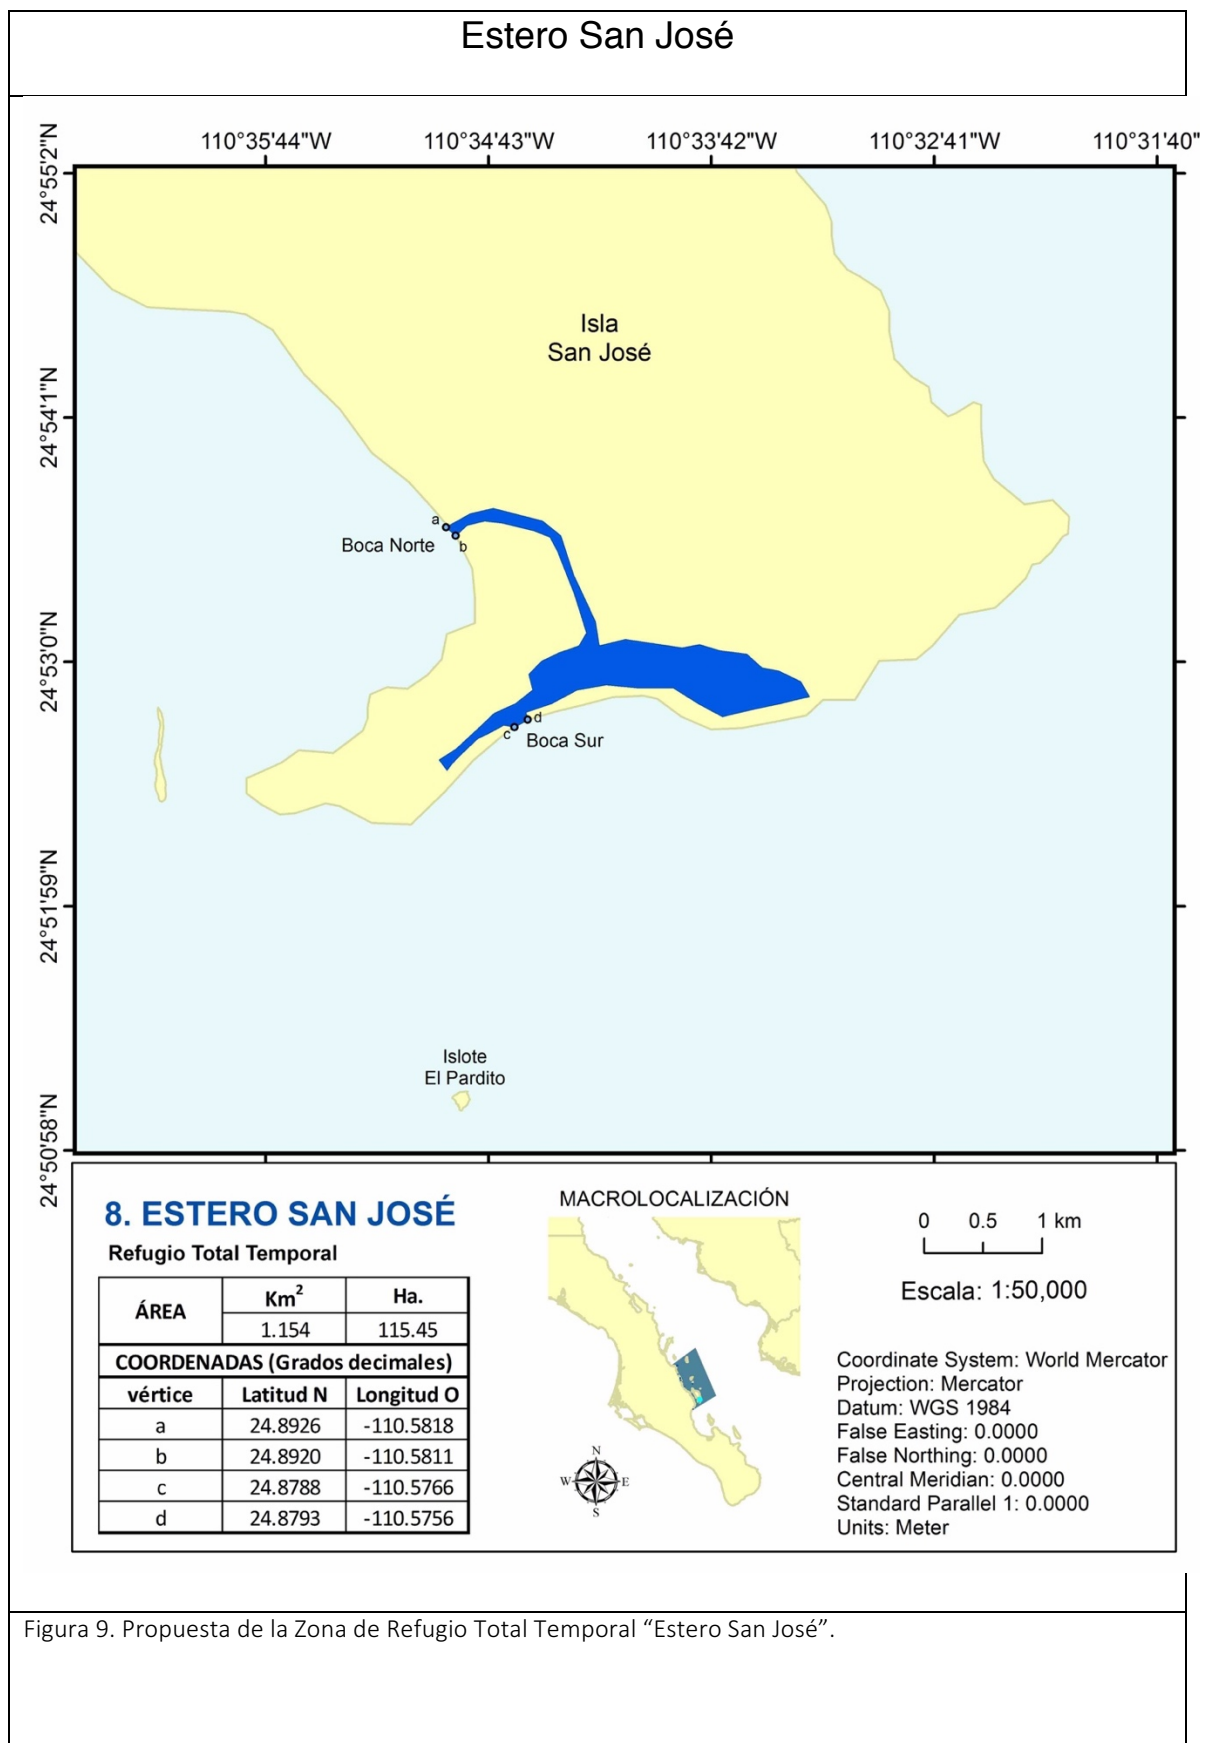 Estero San José
110°35'44"W 110°34'43"W 110°33'42"W 110°32'41"W 110°31'40"
24°55'2"N
24°54'1"N
24°53'0"N
24°51'59"N
24°50'58"N
Isla
San José
a
b
Boca Norte
c
d
Boca Sur
Islote
El Pardito
8. ESTERO SAN JOSÉ
Refugio Total Temporal
ÁREA Km² Ha.
1.154 115.45
COORDENADAS (Grados decimales)
vértice Latitud N Longitud O
a 24.8926 -110.5818
b 24.8920 -110.5811
c 24.8788 -110.5766
d 24.8793 -110.5756
MACROLOCALIZACIÓN
N
W E
S
0 0.5 1 km
Escala: 1:50,000
Coordinate System: World Mercator
Projection: Mercator
Datum: WGS 1984
False Easting: 0.0000
False Northing: 0.0000
Central Meridian: 0.0000
Standard Parallel 1: 0.0000
Units: Meter
Figura 9. Propuesta de la Zona de Refugio Total Temporal “Estero San José”.